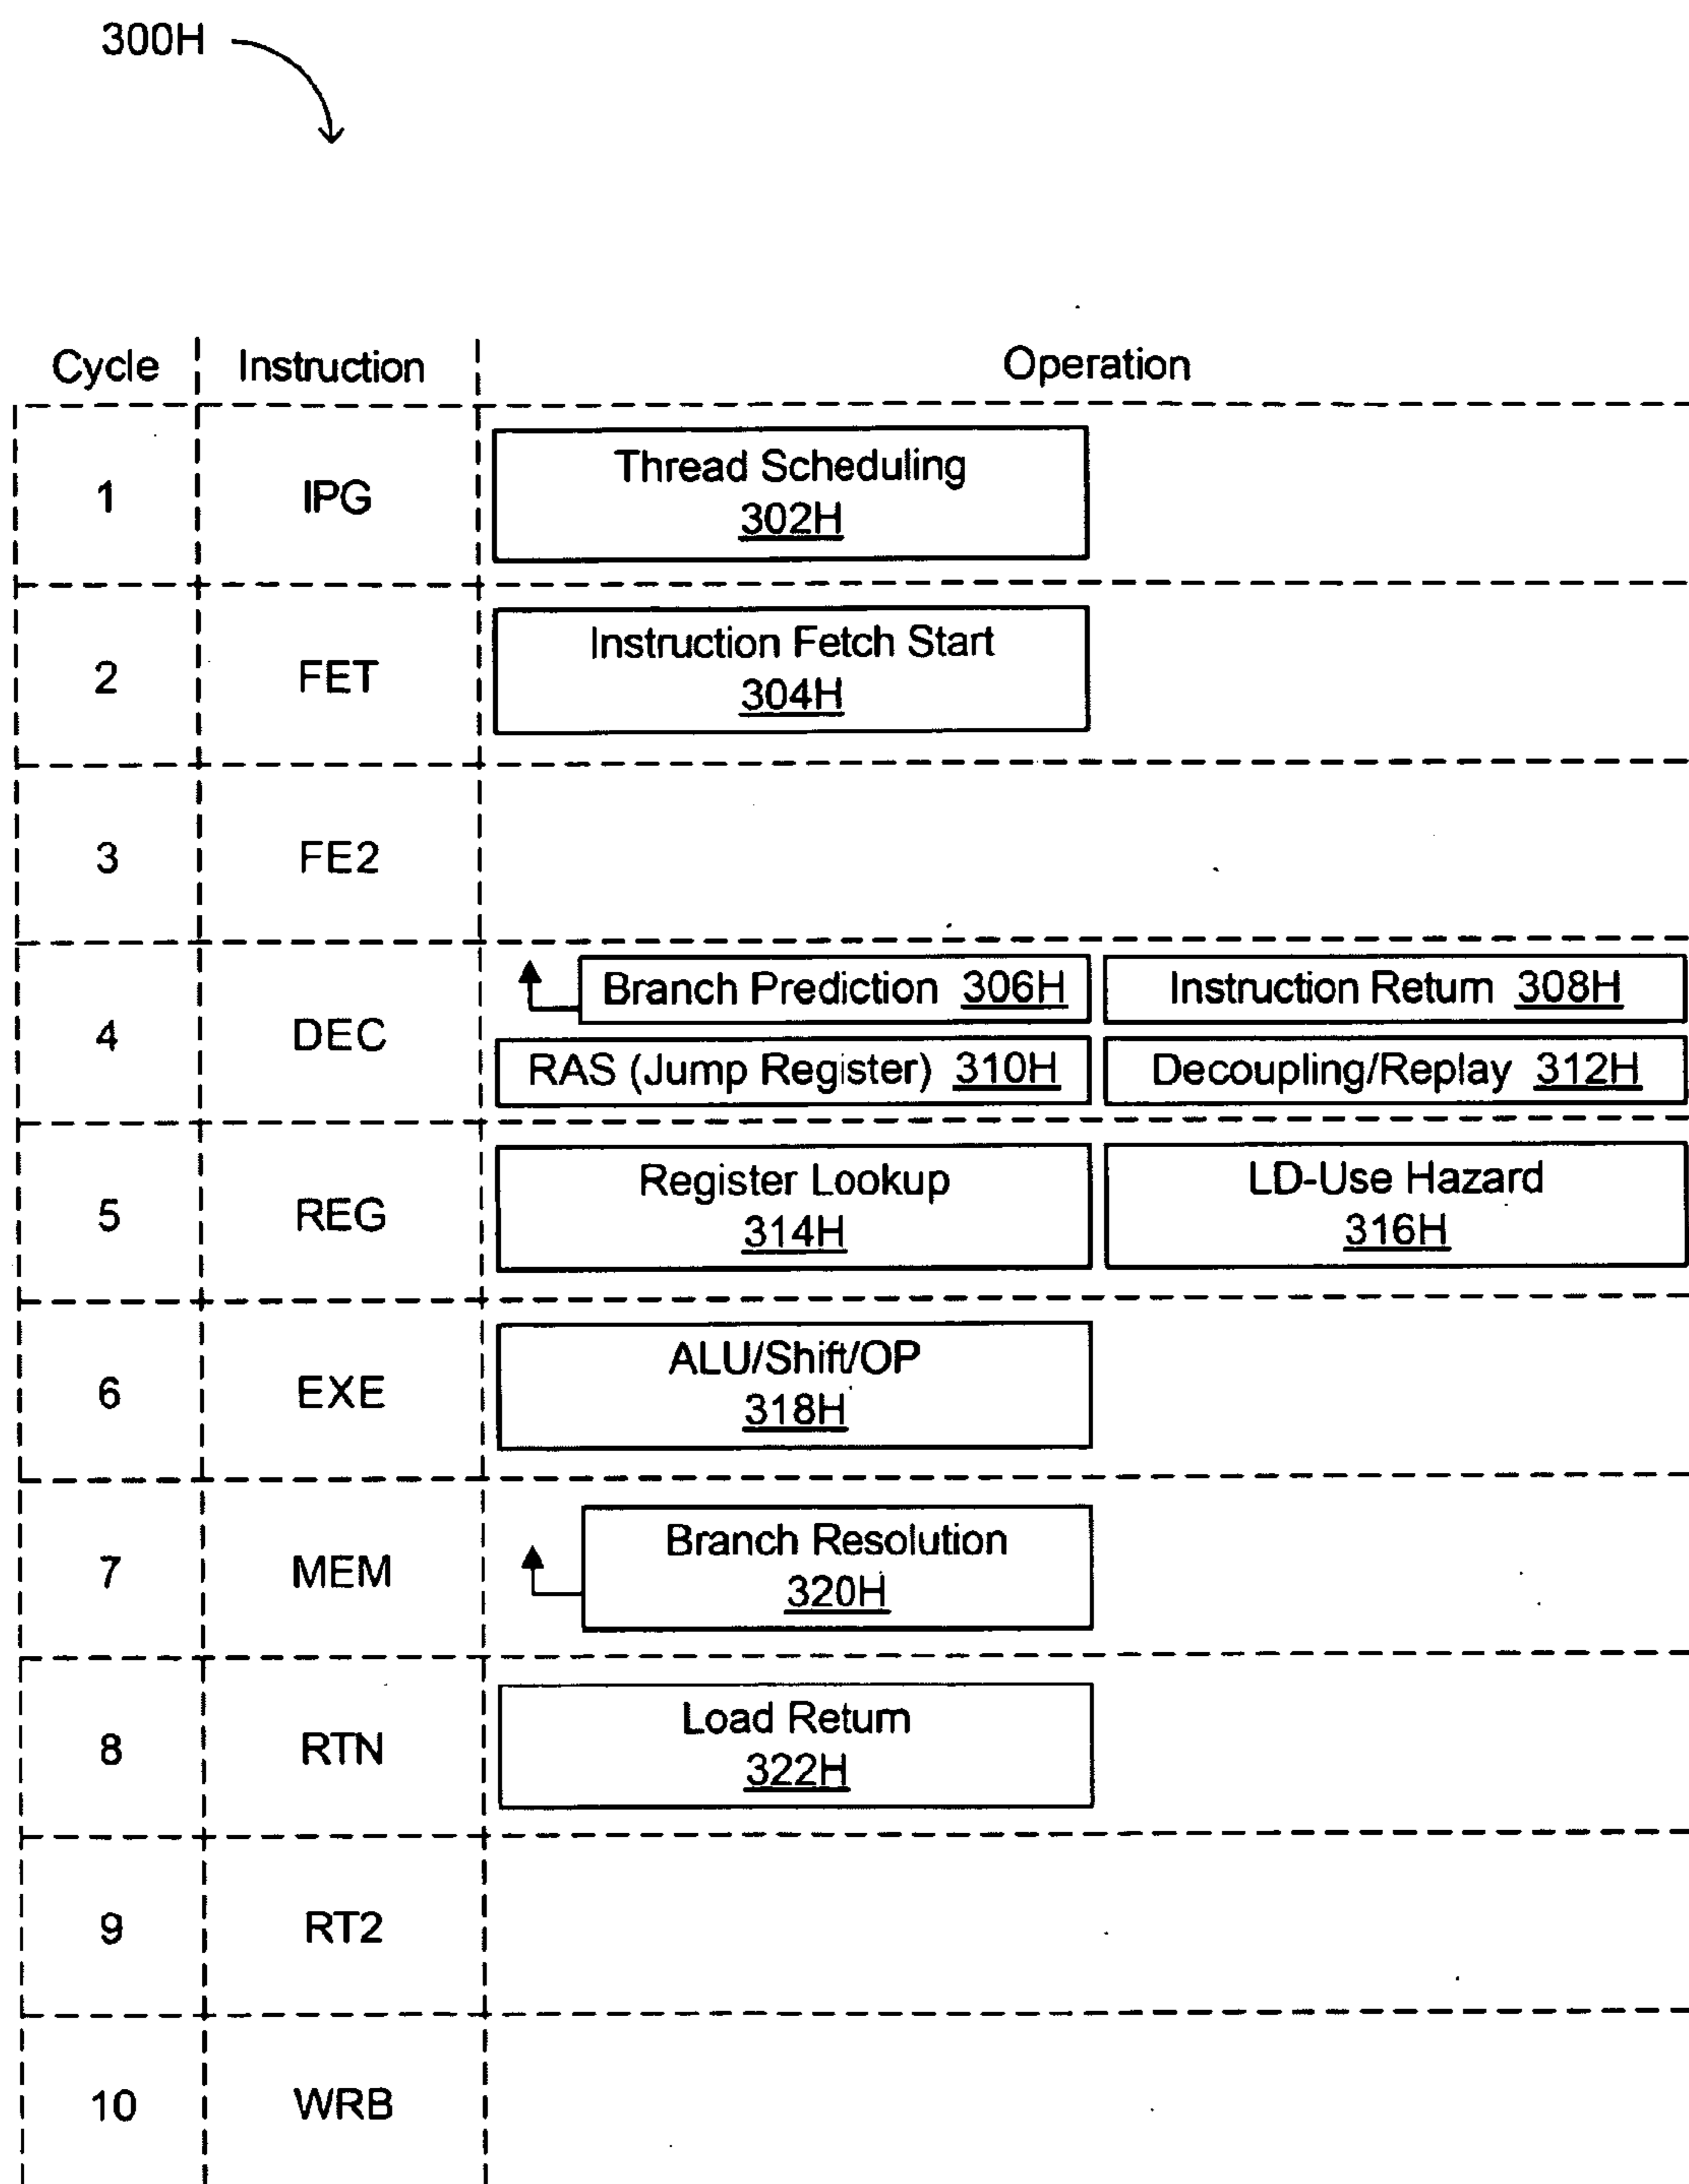 300H
Cycle Instruction Operation
1 IPG Thread Scheduling
302H
2 FET Instruction Fetch Start
304H
3 FE2
4 DEC Branch Prediction 306H Instruction Return 308H
RAS (Jump Register) 310H Decoupling/Replay 312H
5 REG Register Lookup LD-Use Hazard
314H 316H
6 EXE ALU/Shift/OP
318H
7 MEM Branch Resolution
320H
8 RTN Load Return
322H
9 RT2
10 WRB